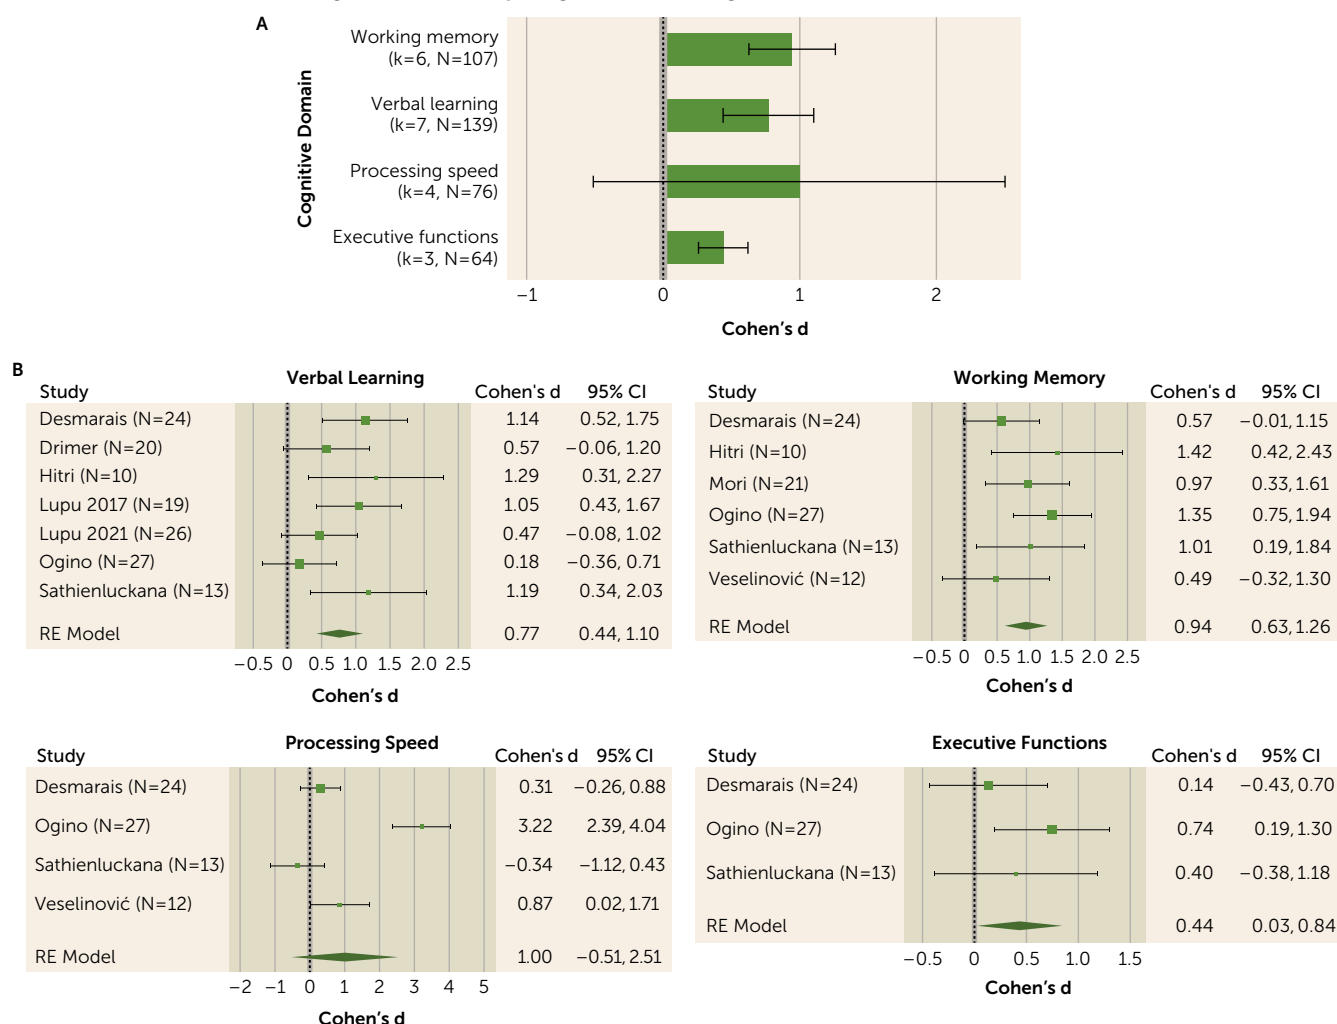 A
Cognitive Domain
Working memory
(k=6, N=107)
Verbal learning
(k=7, N=139)
Processing speed
(k=4, N=76)
Executive functions
(k=3, N=64)
−1 0 1 2
Cohen's d
B
Verbal Learning
Study Cohen's d 95% CI
Desmarais (N=24) 1.14 0.52, 1.75
Drimer (N=20) 0.57 −0.06, 1.20
Hitri (N=10) 1.29 0.31, 2.27
Lupu 2017 (N=19) 1.05 0.43, 1.67
Lupu 2021 (N=26) 0.47 −0.08, 1.02
Ogino (N=27) 0.18 −0.36, 0.71
Sathienluckana (N=13) 1.19 0.34, 2.03
RE Model 0.77 0.44, 1.10
−0.5 0 0.5 1.0 1.5 2.0 2.5
Cohen's d
Working Memory
Study Cohen's d 95% CI
Desmarais (N=24) 0.57 −0.01, 1.15
Hitri (N=10) 1.42 0.42, 2.43
Mori (N=21) 0.97 0.33, 1.61
Ogino (N=27) 1.35 0.75, 1.94
Sathienluckana (N=13) 1.01 0.19, 1.84
Veselinović (N=12) 0.49 −0.32, 1.30
RE Model 0.94 0.63, 1.26
−0.5 0 0.5 1.0 1.5 2.0 2.5
Cohen's d
Processing Speed
Study Cohen's d 95% CI
Desmarais (N=24) 0.31 −0.26, 0.88
Ogino (N=27) 3.22 2.39, 4.04
Sathienluckana (N=13) −0.34 −1.12, 0.43
Veselinović (N=12) 0.87 0.02, 1.71
RE Model 1.00 −0.51, 2.51
−2 −1 0 1 2 3 4 5
Cohen's d
Executive Functions
Study Cohen's d 95% CI
Desmarais (N=24) 0.14 −0.43, 0.70
Ogino (N=27) 0.74 0.19, 1.30
Sathienluckana (N=13) 0.40 −0.38, 1.18
RE Model 0.44 0.03, 0.84
−0.5 0 0.5 1.0 1.5
Cohen's d